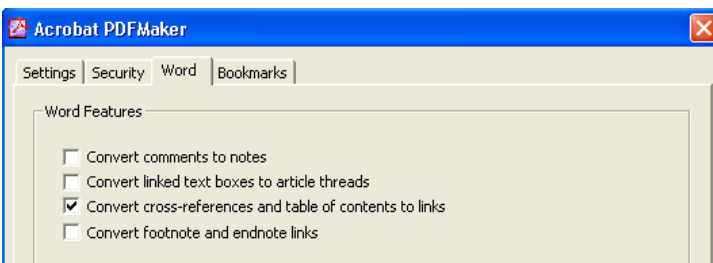 Acrobat PDFMaker
Settings Security Word Bookmarks
Word Features
Convert comments to notes
Convert linked text boxes to article threads
Convert cross-references and table of contents to links
Convert footnote and endnote links